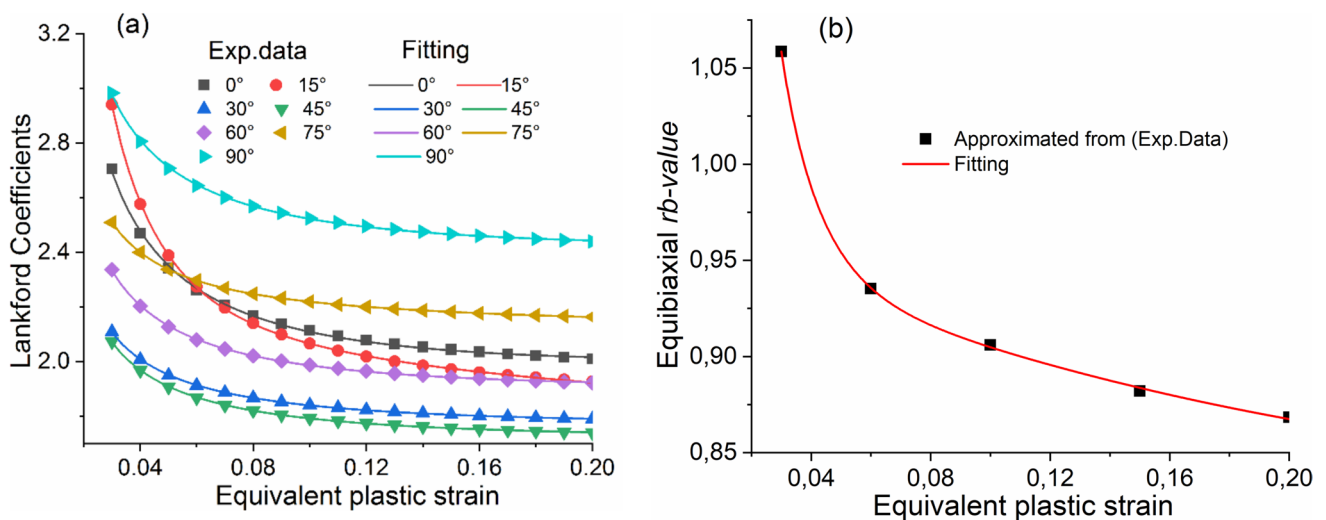 (a)
Exp.data Fitting
0° 15° 0° 15°
30° 45° 30° 45°
60° 75° 60° 75°
90° 90°
3.2
2.8
2.4
2.0
Lankford Coefficients
0.04 0.08 0.12 0.16 0.20
Equivalent plastic strain
(b)
Approximated from (Exp.Data)
Fitting
1,05
1,00
0,95
0,90
0,85
Equibiaxial rb-value
0,04 0,08 0,12 0,16 0,20
Equivalent plastic strain